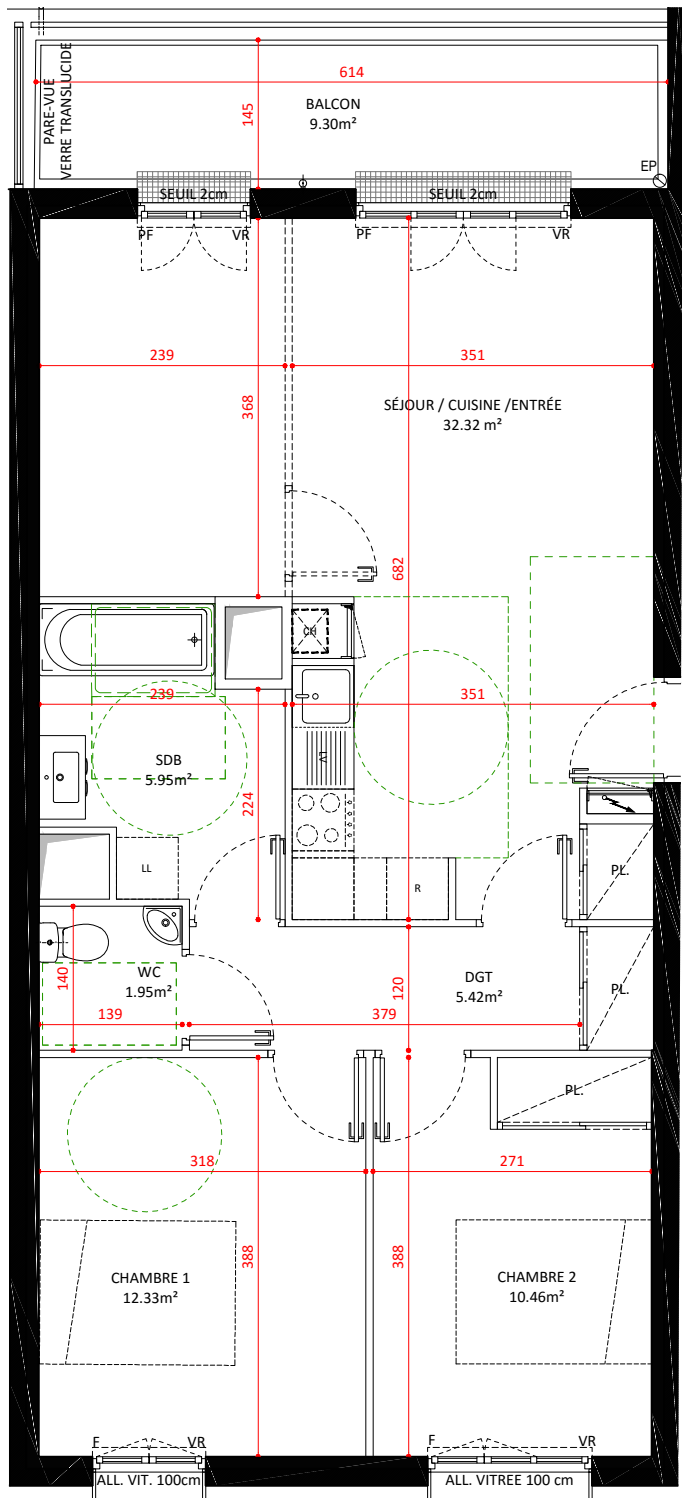 614
PARE-VUE
VERRE TRANSLUCIDE
145
BALCON
9.30m²
EP
SEUIL 2cm
SEUIL 2cm
PF
VR
PF
VR
239
351
368
SÉJOUR / CUISINE /ENTRÉE
32.32 m²
682
CH
239
351
SDB
5.95m²
LV
224
LL
R
PL.
WC
1.95m²
140
DGT
5.42m²
120
PL.
139
379
PL.
318
271
388
388
CHAMBRE 1
12.33m²
CHAMBRE 2
10.46m²
F
VR
F
VR
ALL. VIT. 100cm
ALL. VITREE 100 cm